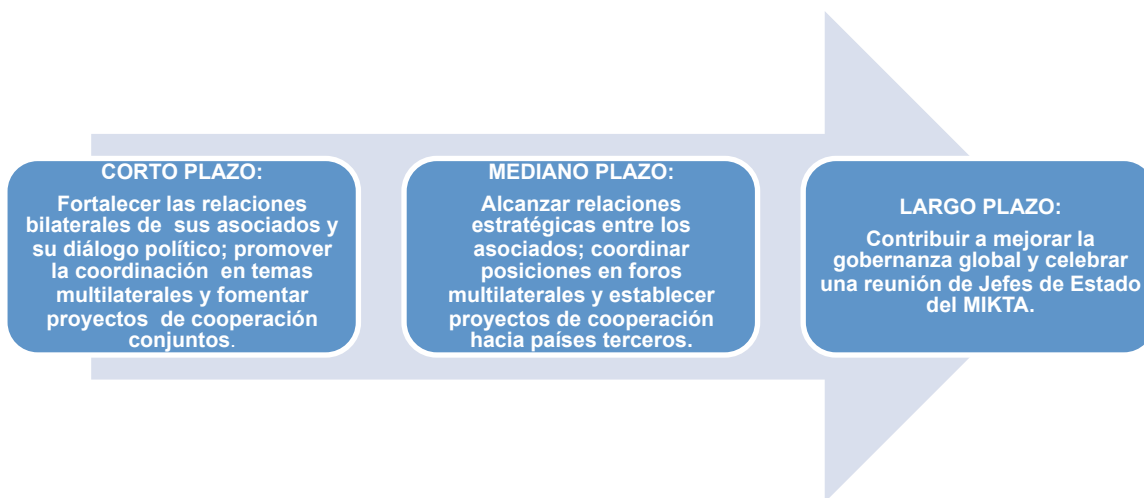 CORTO PLAZO:
Fortalecer las relaciones
bilaterales de sus asociados y
su diálogo político; promover
la coordinación en temas
multilaterales y fomentar
proyectos de cooperación
conjuntos.
MEDIANO PLAZO:
Alcanzar relaciones
estratégicas entre los
asociados; coordinar
posiciones en foros
multilaterales y establecer
proyectos de cooperación
hacia países terceros.
LARGO PLAZO:
Contribuir a mejorar la
gobernanza global y celebrar
una reunión de Jefes de Estado
del MIKTA.